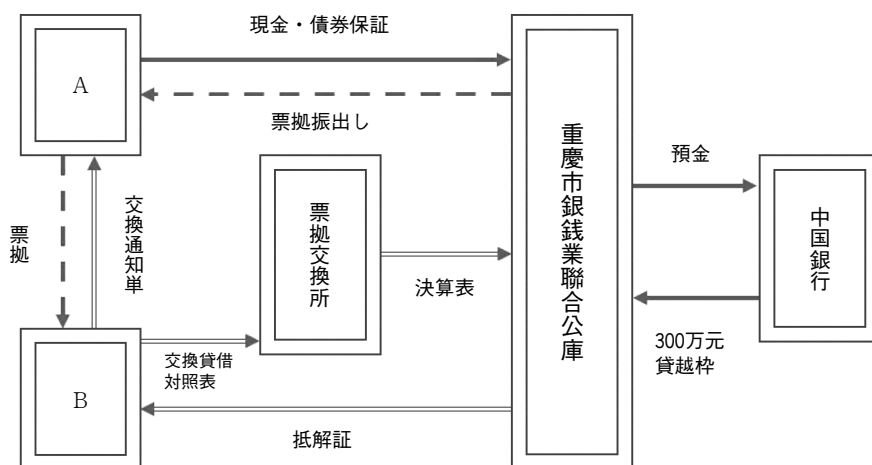 現金・債券保証
A
票拠振出し
重慶市銀銭業聯合公庫
預金
中国銀行
300万元
貸越枠
票拠
交換通知単
票拠交換所
決算表
交換貸借
対照表
B
抵解証